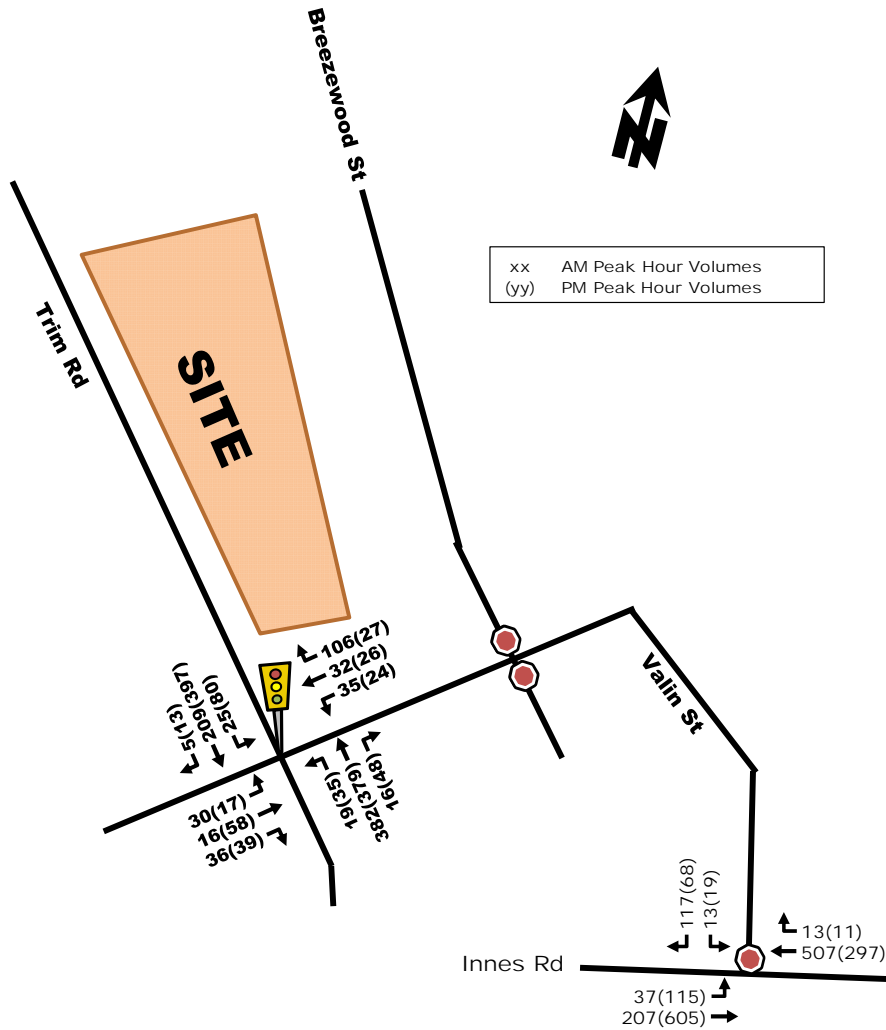 Breezewood St
N
xx AM Peak Hour Volumes
(yy) PM Peak Hour Volumes
Trim Rd
SITE
106(27)
32(26)
35(24)
5(13)
209(397)
25(80)
Valin St
30(17)
16(58)
36(39)
19(35)
382(379)
16(48)
117(68)
13(19)
13(11)
507(297)
Innes Rd
37(115)
207(605)